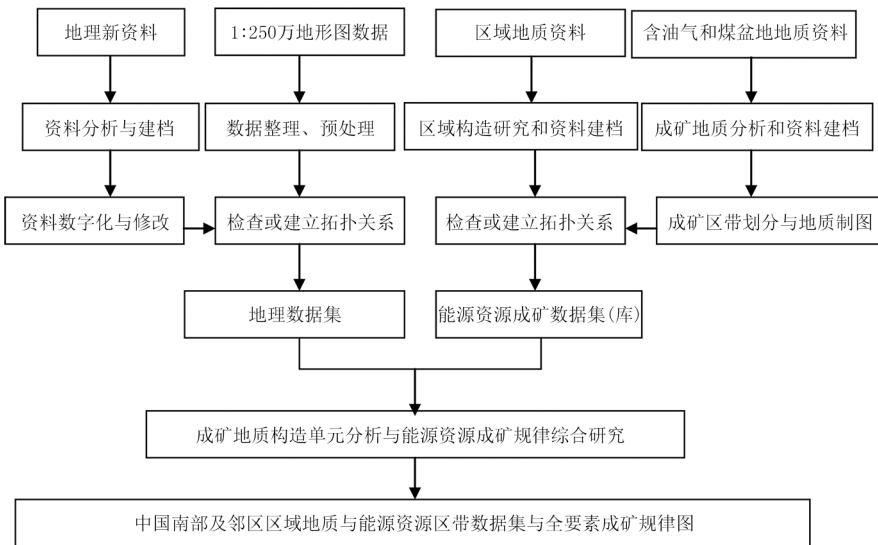 地理新资料
1:250万地形图数据
区域地质资料
含油气和煤盆地地质资料
资料分析与建档
数据整理、预处理
区域构造研究和资料建档
成矿地质分析和资料建档
资料数字化与修改
检查或建立拓扑关系
检查或建立拓扑关系
成矿区带划分与地质制图
地理数据集
能源资源成矿数据集(库)
成矿地质构造单元分析与能源资源成矿规律综合研究
中国南部及邻区区域地质与能源资源区带数据集与全要素成矿规律图